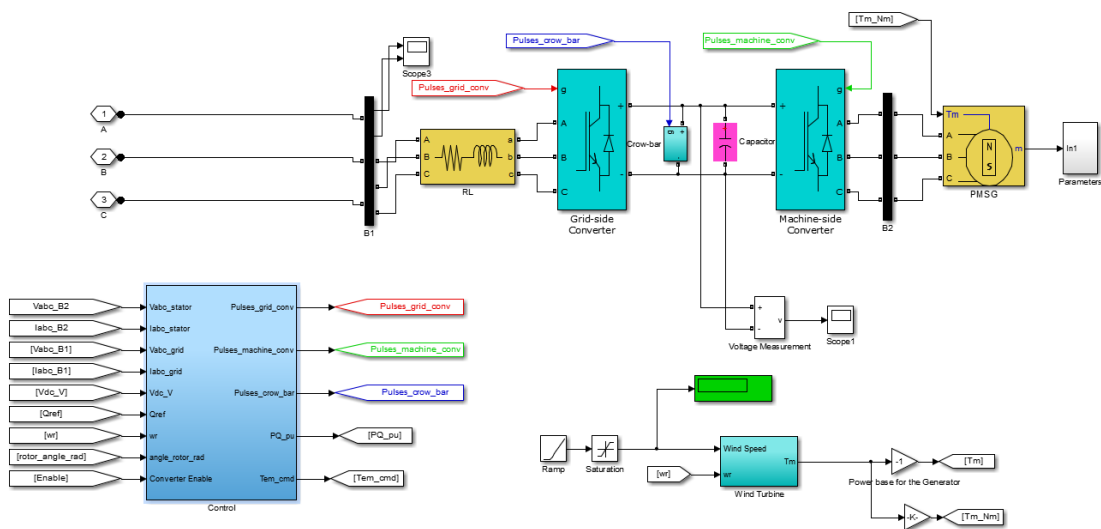 [Tm_Nm]
Pulses_crow_bar
Pulses_machine_conv
Scope3
Pulses_grid_conv
g
g
+
+
+
Tm
1
A
A
A
a
A
A
A
2
B
B
b
B
Crow-bar
Capacitor
B
B
m
In1
B
3
C
C
c
C
-
-
C
C
N
S
C
RL
Parameters
PMSG
B1
Grid-side
Converter
Machine-side
Converter
B2
Vabc_B2
Vabc_stator
Pulses_grid_conv
Pulses_grid_conv
Iabc_B2
Iabc_stator
[Vabc_B1]
Vabc_grid
Pulses_machine_conv
Pulses_machine_conv
[Iabc_B1]
Iabc_grid
[Vdc_V]
Vdc_V
Pulses_crow_bar
Pulses_crow_bar
[Qref]
Qref
[wr]
wr
PQ_pu
[PQ_pu]
[rotor_angle_rad]
angle_rotor_rad
[Enable]
Converter Enable
Tem_cmd
[Tem_cmd]
Control
+
v
-
Voltage Measurement
Scope1
Ramp
Saturation
Wind Speed
Tm
[wr]
wr
Wind Turbine
-1
[Tm]
Power base for the Generator
-K-
[Tm_Nm]